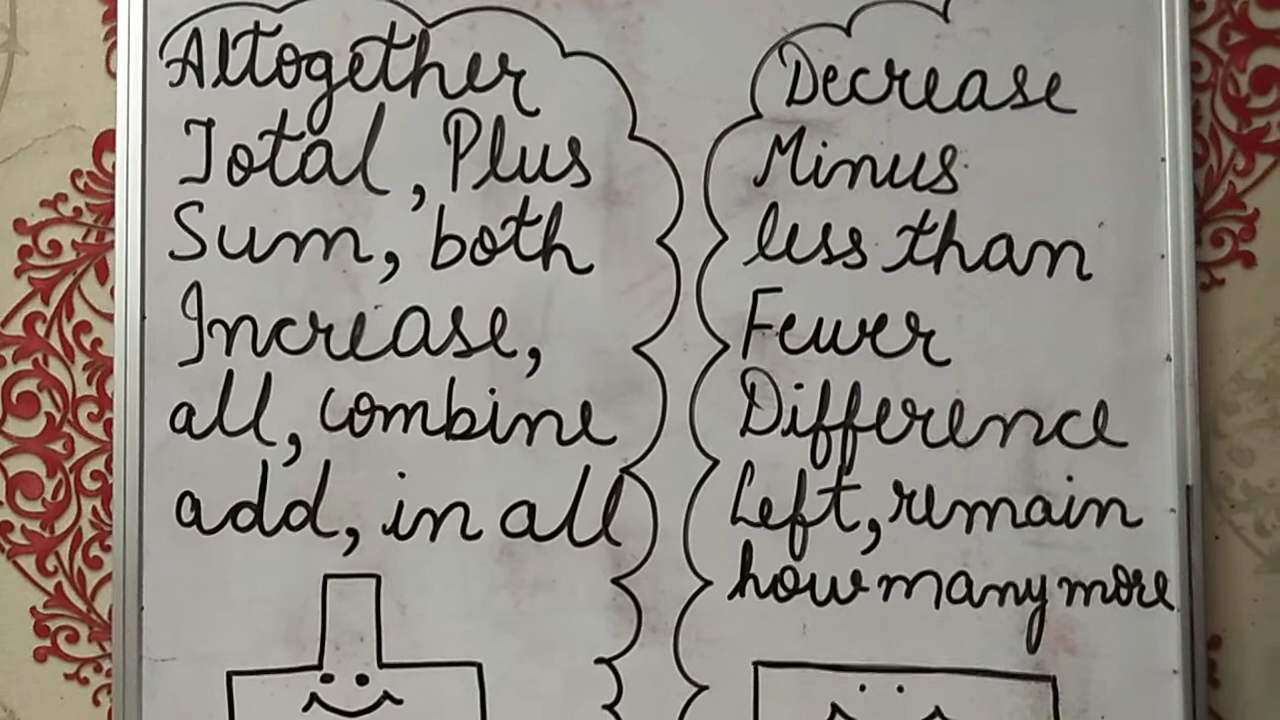 Altogether
Total, Plus
Sum, both
Increase,
all, combine
add, in all
Decrease
Minus
less than
Fewer
Difference
Left, remain
how many more